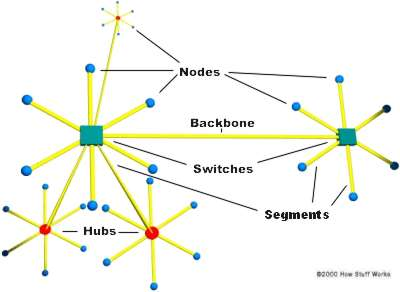 Nodes
Backbone
Switches
Segments
Hubs
©2000 How Stuff Works